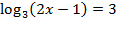 log₃(2x − 1) = 3